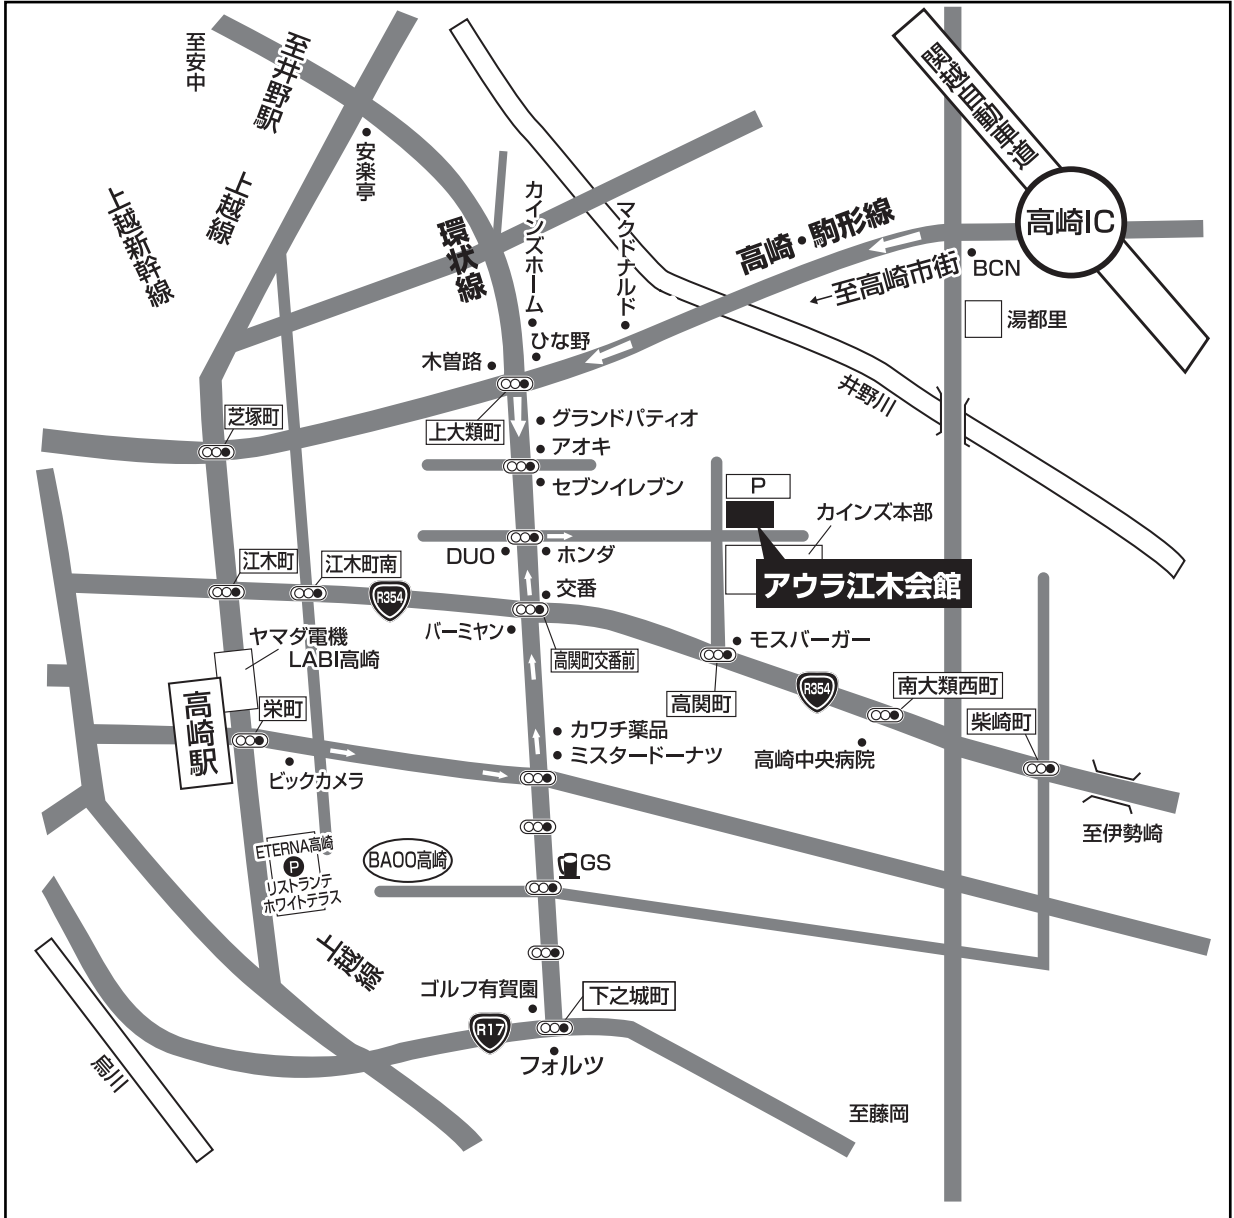 至安中
至井野駅
関越自動車道
安楽亭
上越線
上越新幹線
カインズホーム
マクドナルド
環状線
高崎・駒形線
高崎IC
BCN
←至高崎市街
湯都里
ひな野
木曽路
井野川
芝塚町
上大類町
グランドパティオ
アオキ
セブンイレブン
P
カインズ本部
DUO
ホンダ
江木町
江木町南
交番
アウラ江木会館
R354
バーミヤン
ヤマダ電機
LABI高崎
高関町交番前
モスバーガー
高関町
R354
南大類西町
栄町
高崎駅
柴崎町
カワチ薬品
ミスタードーナツ
高崎中央病院
ビックカメラ
至伊勢崎
ETERNA高崎
P
リストランテ
ホワイトテラス
BAOO高崎
GS
上越線
ゴルフ有賀園
下之城町
R17
フォルツ
烏川
至藤岡